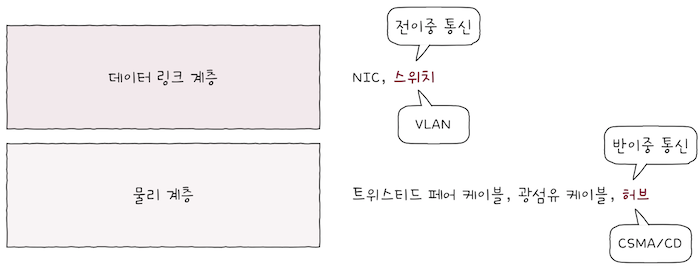 전이중 통신
데이터 링크 계층
NIC, 스위치
VLAN
반이중 통신
물리 계층
트위스티드 페어 케이블, 광섬유 케이블, 허브
CSMA/CD